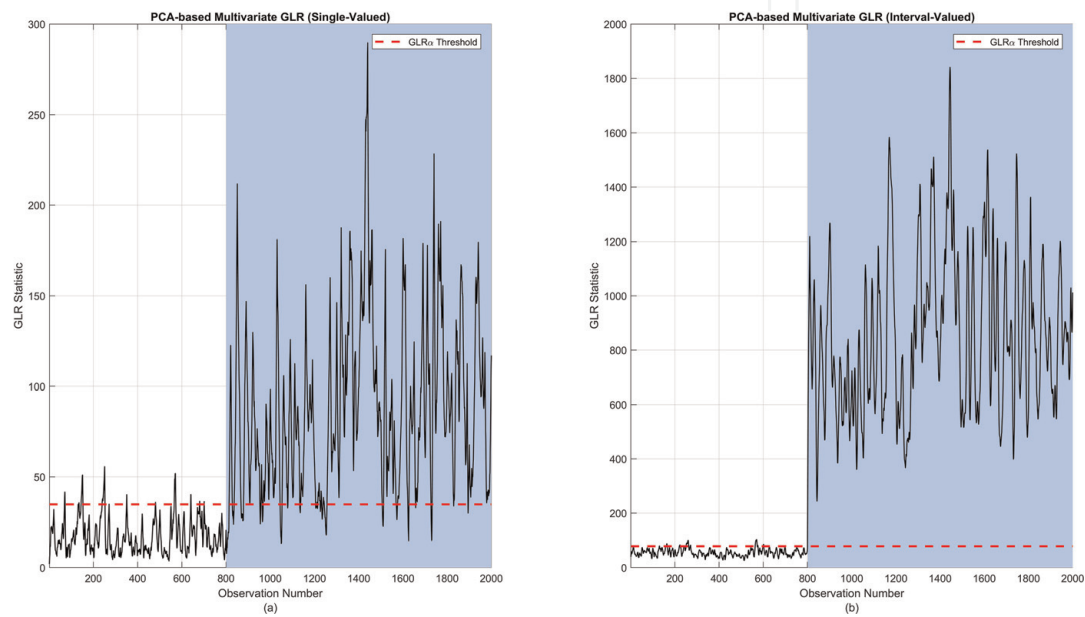 PCA-based Multivariate GLR (Single-Valued)
GLRα Threshold
300
250
200
150
100
50
0
GLR Statistic
200 400 600 800 1000 1200 1400 1600 1800 2000
Observation Number
(a)
PCA-based Multivariate GLR (Interval-Valued)
GLRα Threshold
2000
1800
1600
1400
1200
1000
800
600
400
200
0
GLR Statistic
200 400 600 800 1000 1200 1400 1600 1800 2000
Observation Number
(b)